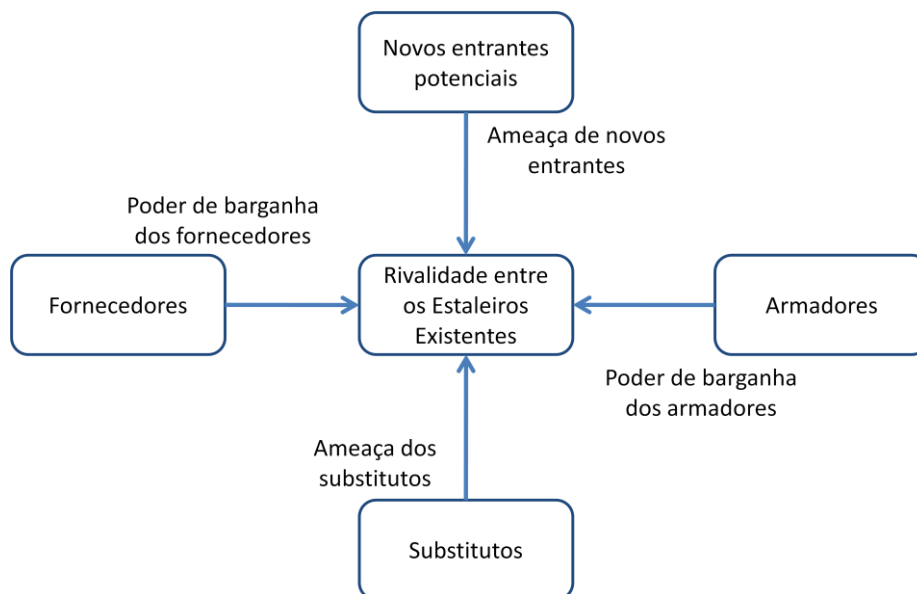 Novos entrantes
potenciais
Ameaça de novos
entrantes
Poder de barganha
dos fornecedores
Fornecedores
Rivalidade entre
os Estaleiros
Existentes
Armadores
Poder de barganha
dos armadores
Ameaça dos
substitutos
Substitutos